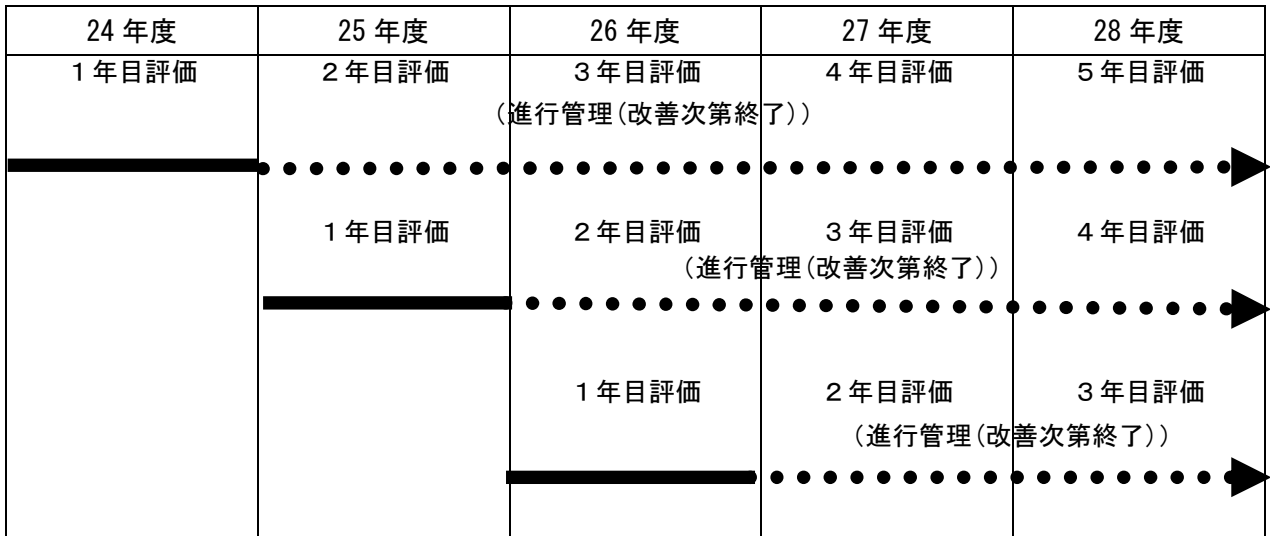 24 年度 25 年度 26 年度 27 年度 28 年度
１年目評価 ２年目評価 ３年目評価 ４年目評価 ５年目評価
（進行管理（改善次第終了））
１年目評価 ２年目評価 ３年目評価 ４年目評価
（進行管理（改善次第終了））
１年目評価 ２年目評価 ３年目評価
（進行管理（改善次第終了））